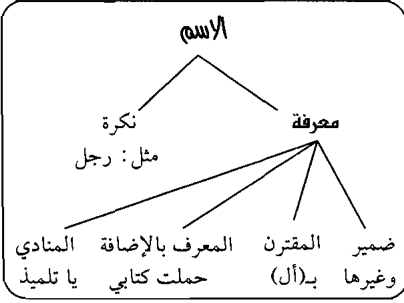 الاسم
معرفة
نكرة
مثل: رجل
ضمير المقترن المعرف بالإضافة المنادي
وغيرها بـ(أل) حملت كتابي يا تلميذ